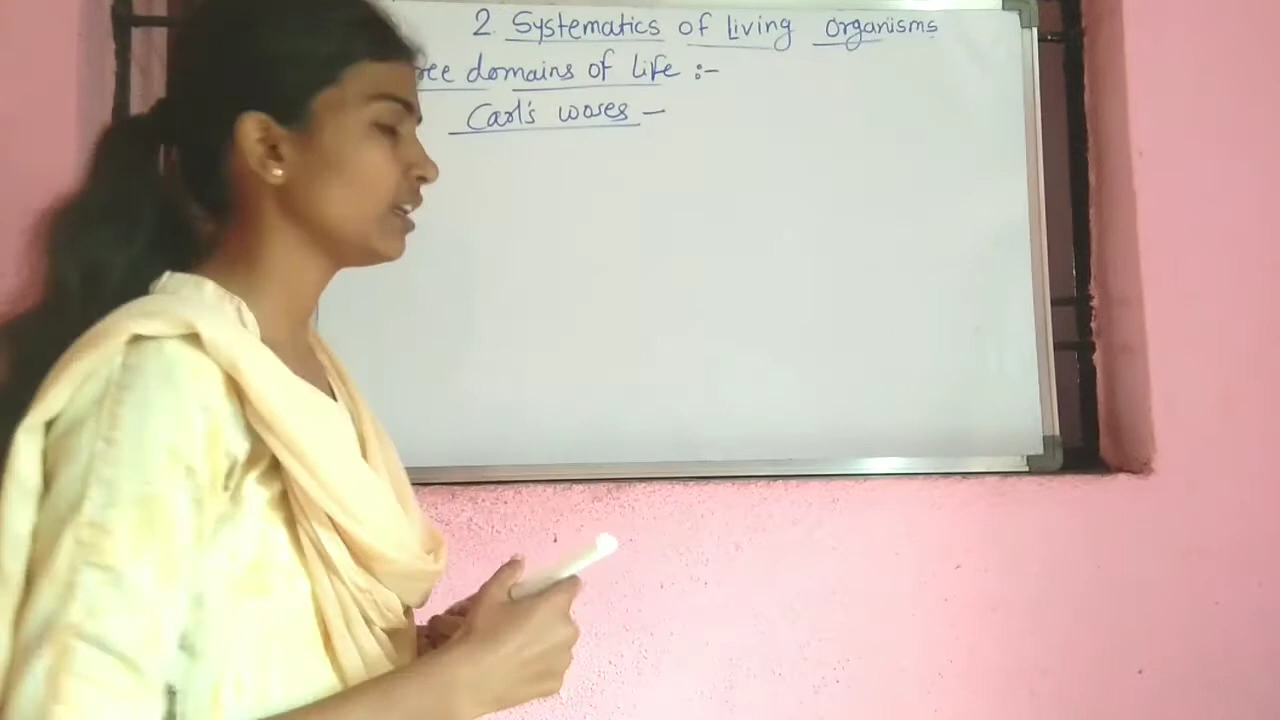 2. Systematics of Living organisms
ree domains of life :-
Carl's woses -